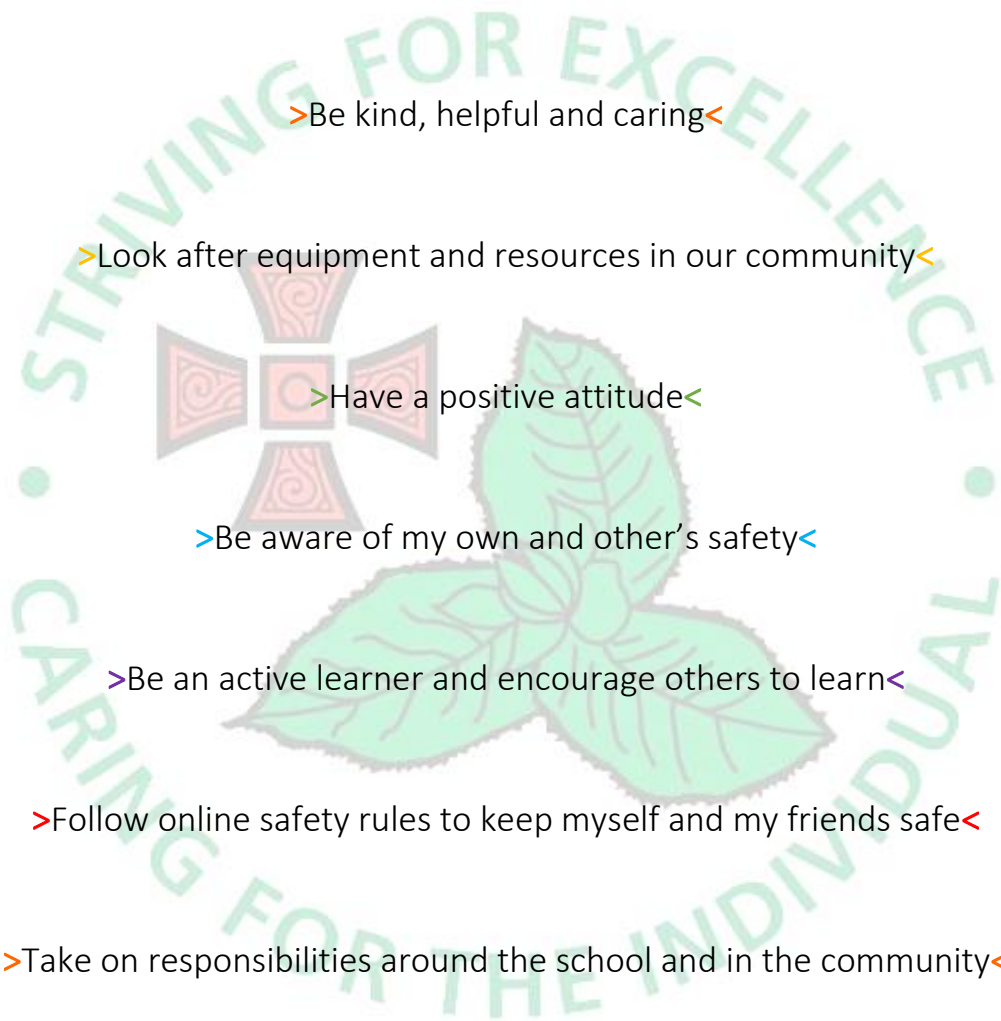 STRIVING FOR EXCELLENCE
>Be kind, helpful and caring<
>Look after equipment and resources in our community<
>Have a positive attitude<
>Be aware of my own and other’s safety<
>Be an active learner and encourage others to learn<
>Follow online safety rules to keep myself and my friends safe<
>Take on responsibilities around the school and in the community<
CARING FOR THE INDIVIDUAL